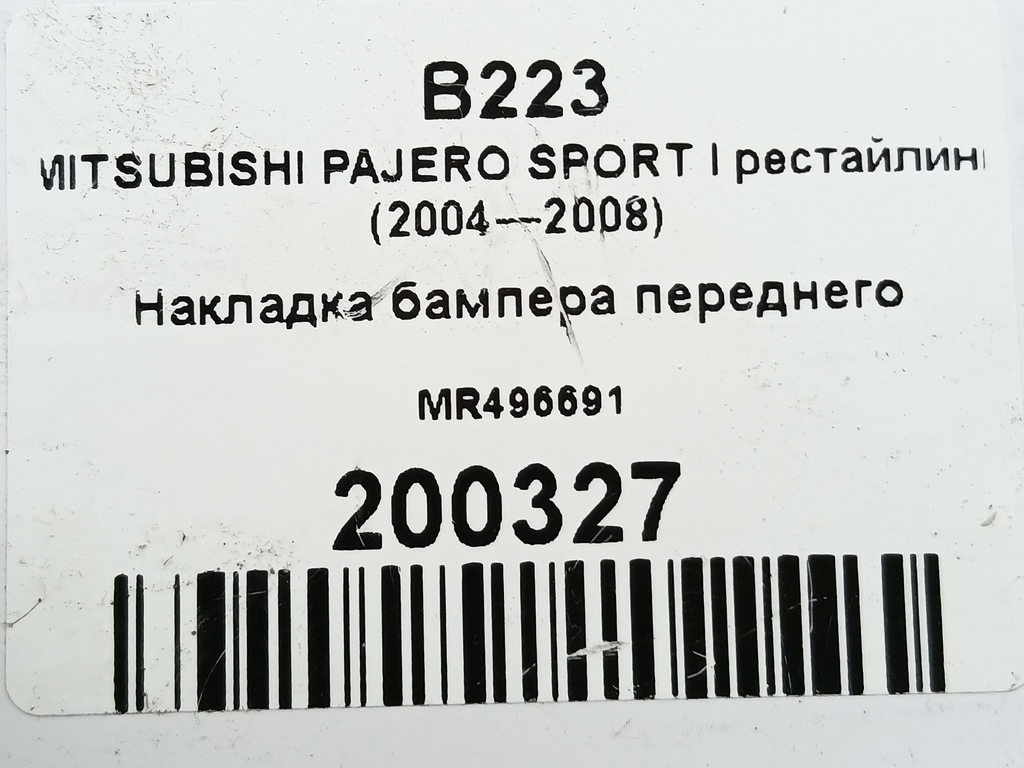 B223
MITSUBISHI PAJERO SPORT I рестайлинг
(2004—2008)
Накладка бампера переднего
MR496691
200327